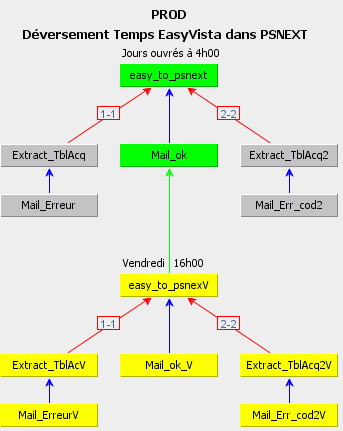 PROD
Déversement Temps EasyVista dans PSNEXT
Jours ouvrés à 4h00
easy_to_psnext
1-1
2-2
Extract_TblAcq
Mail_ok
Extract_TblAcq2
Mail_Erreur
Mail_Err_cod2
Vendredi 16h00
easy_to_psnexV
1-1
2-2
Extract_TblAcV
Mail_ok_V
Extract_TblAcq2V
Mail_ErreurV
Mail_Err_cod2V